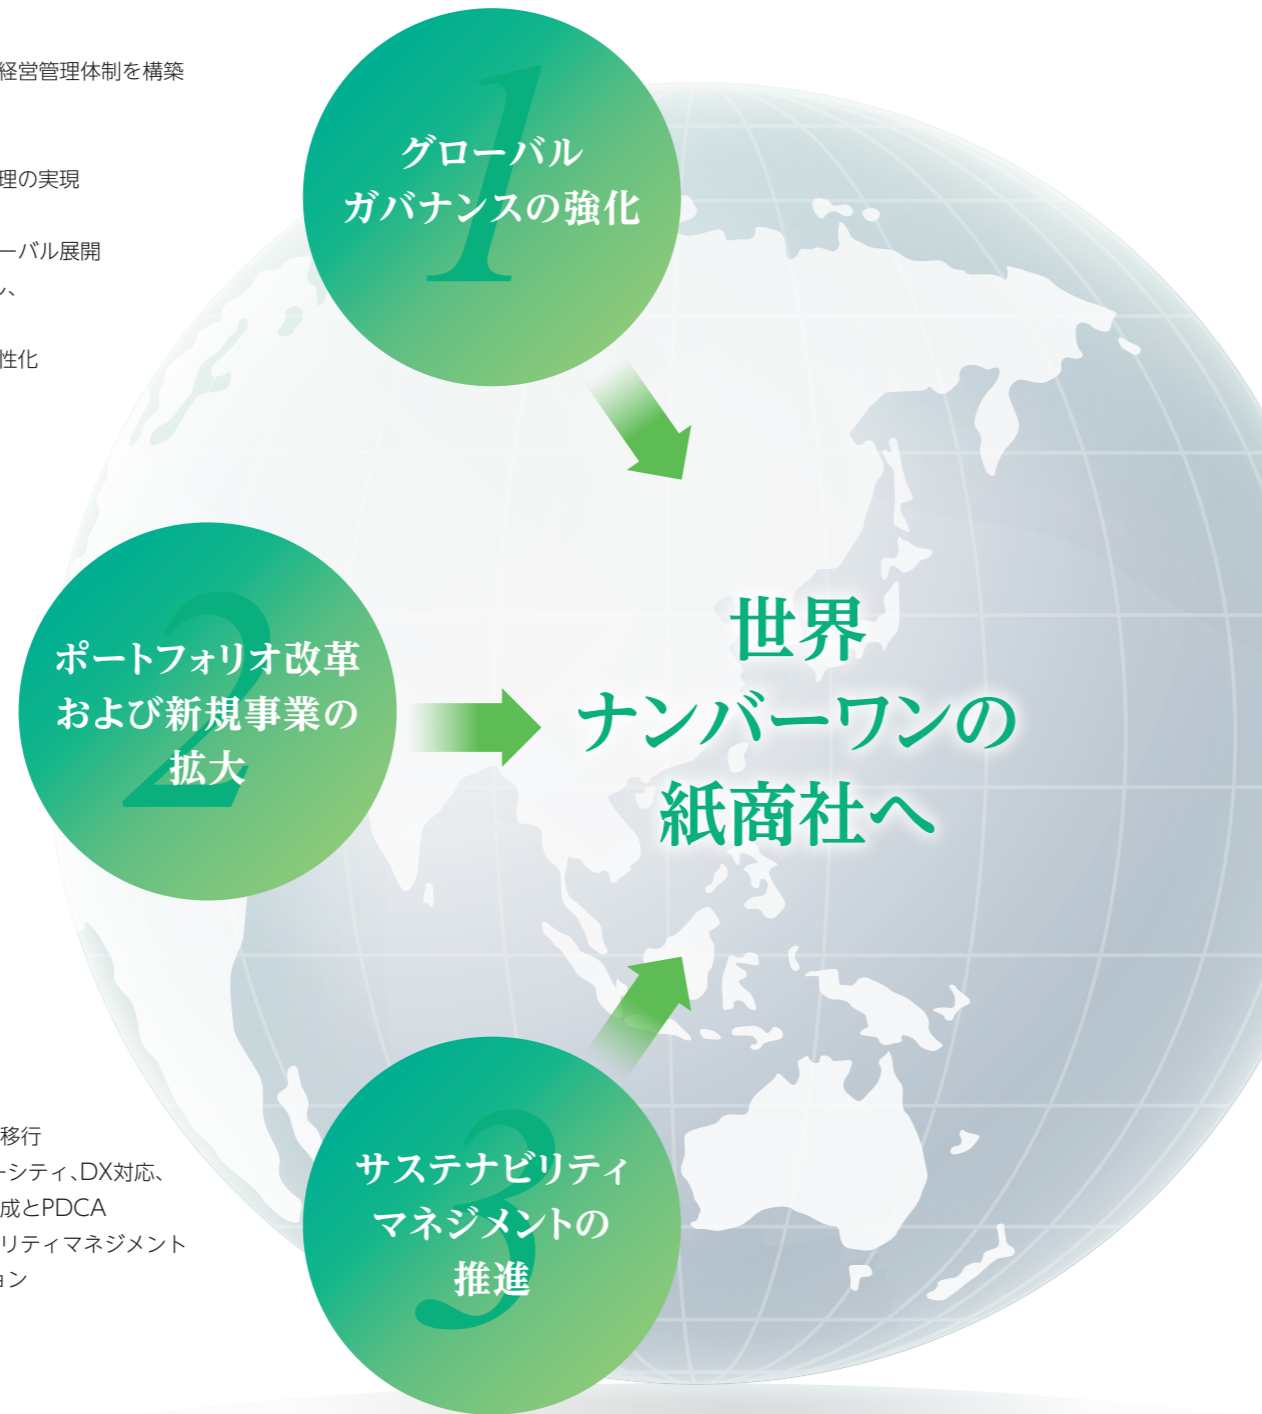 経営管理体制を構築
理の実現
ーバル展開
し、
性化
1
グローバル
ガバナンスの強化
2
ポートフォリオ改革
および新規事業の
拡大
世界
ナンバーワンの
紙商社へ
移行
ーシティ、DX対応、
成とPDCA
リティマネジメント
ョン
3
サステナビリティ
マネジメントの
推進